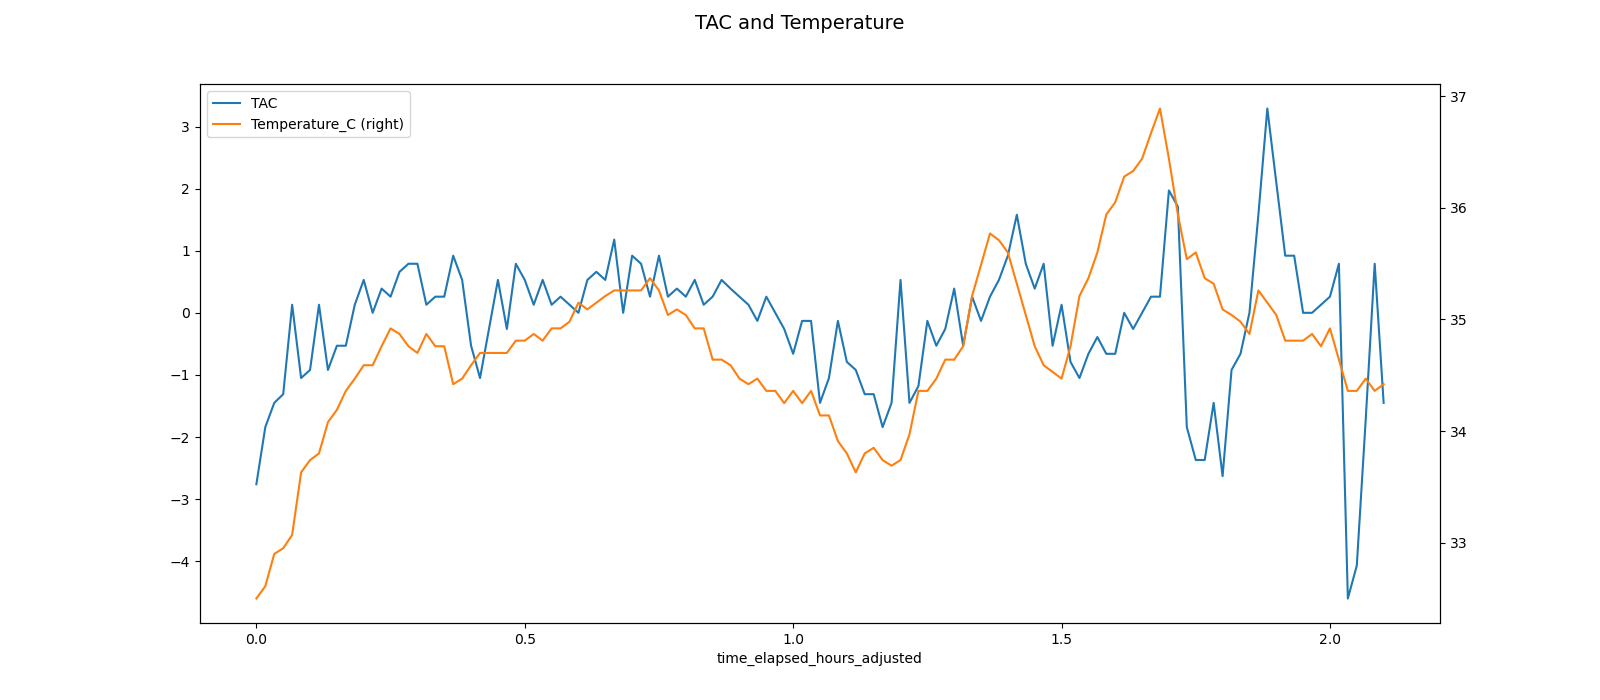 TAC and Temperature
TAC
Temperature_C (right)
3
2
1
0
−1
−2
−3
−4
37
36
35
34
33
0.0 0.5 1.0 1.5 2.0
time_elapsed_hours_adjusted